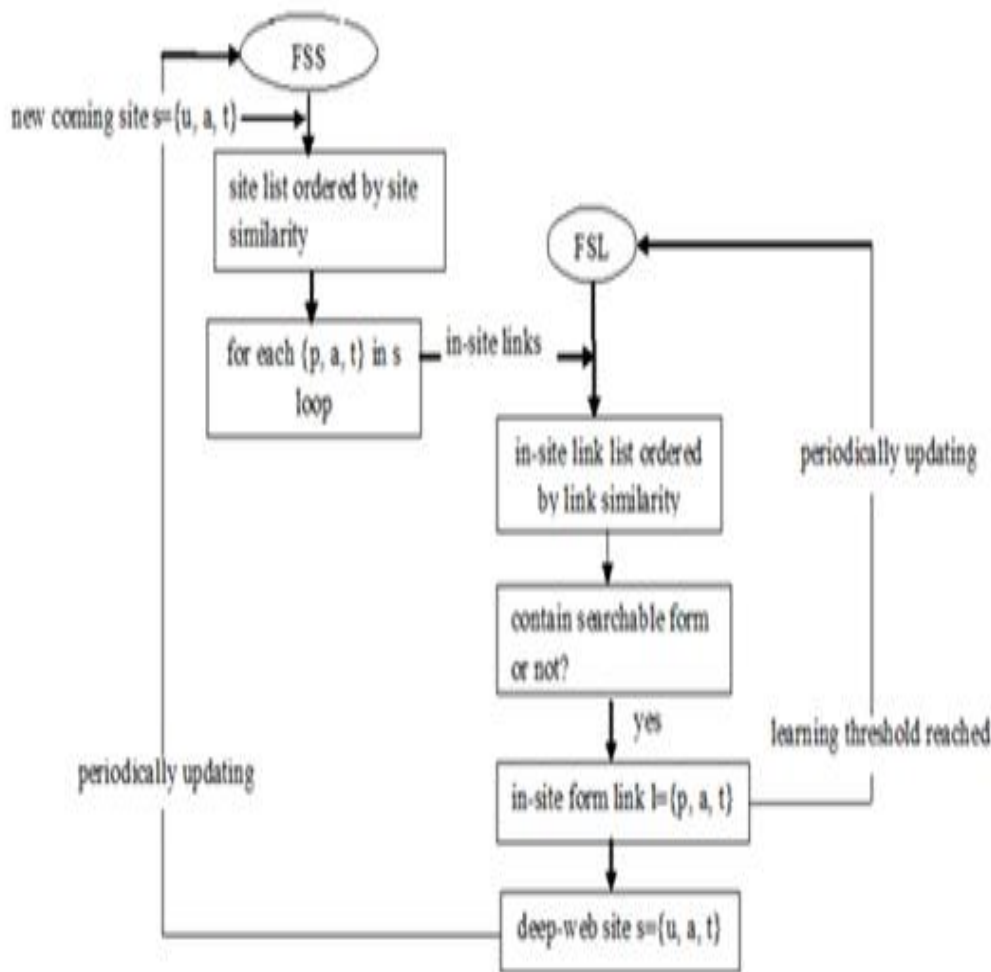 FSS
new coming site s={u, a, t}
site list ordered by site
similarity
FSL
for each {p, a, t} in s
loop
in-site links
in-site link list ordered
by link similarity
periodically updating
contain searchable form
or not?
yes
learning threshold reached
periodically updating
in-site form link l={p, a, t}
deep-web site s={u, a, t}